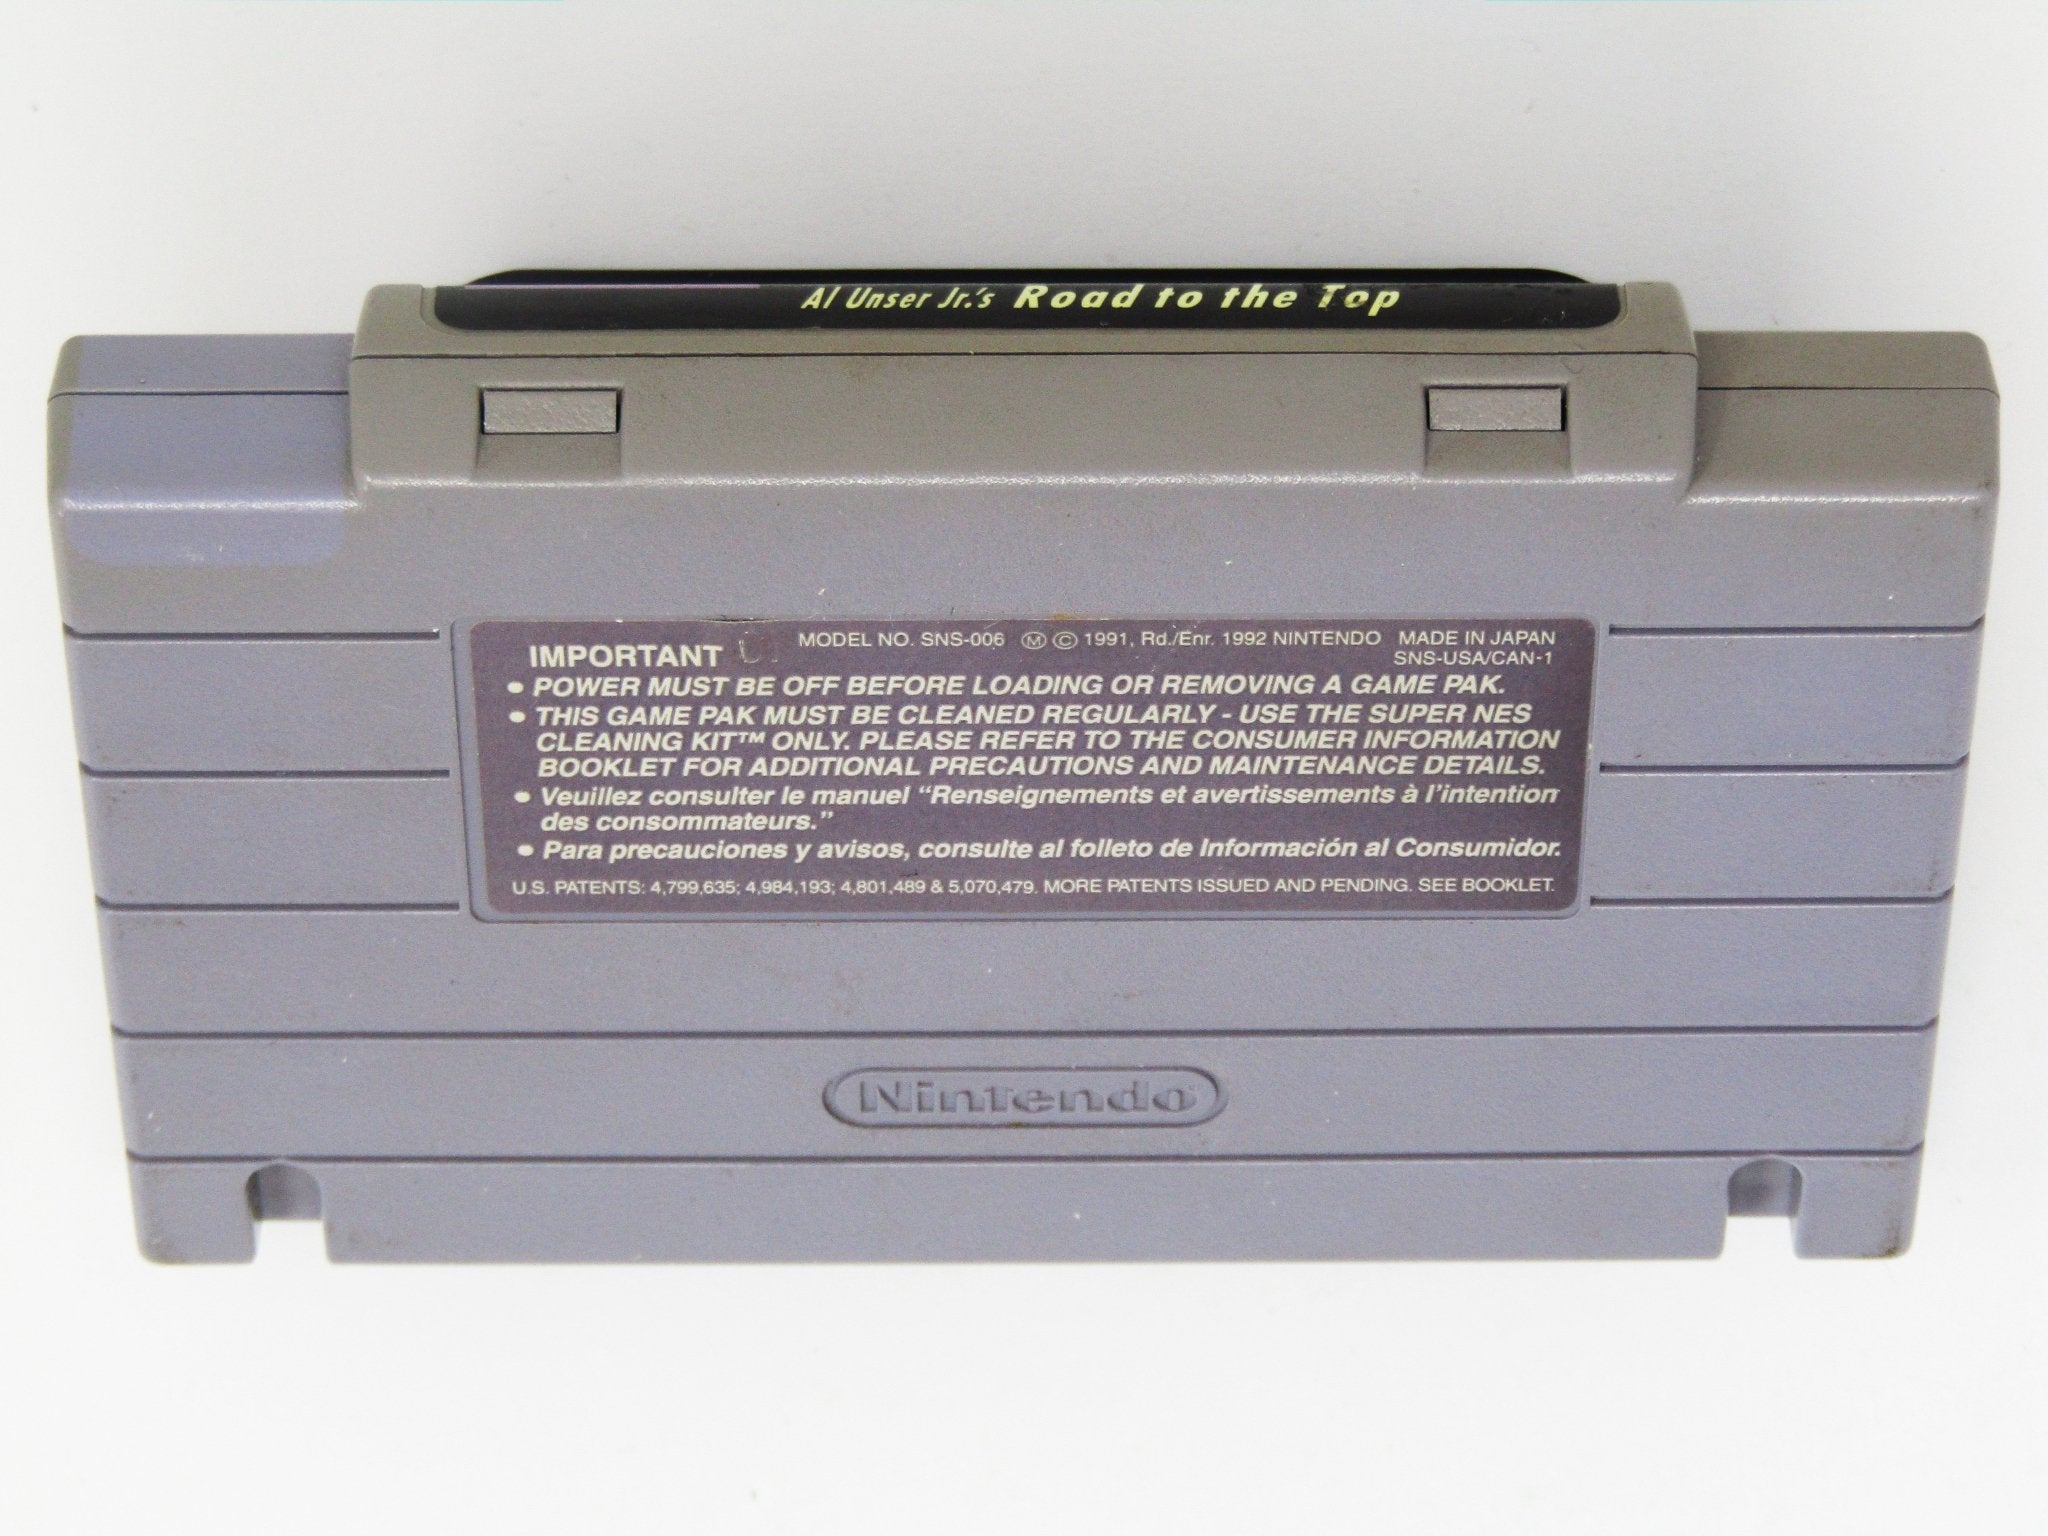 Al Unser Jr.'s Road to the Top
IMPORTANT MODEL NO. SNS-006 Ⓜ © 1991, Rd./Enr. 1992 NINTENDO MADE IN JAPAN
SNS-USA/CAN-1
• POWER MUST BE OFF BEFORE LOADING OR REMOVING A GAME PAK.
• THIS GAME PAK MUST BE CLEANED REGULARLY - USE THE SUPER NES
CLEANING KIT™ ONLY. PLEASE REFER TO THE CONSUMER INFORMATION
BOOKLET FOR ADDITIONAL PRECAUTIONS AND MAINTENANCE DETAILS.
• Veuillez consulter le manuel “Renseignements et avertissements à l'intention
des consommateurs.”
• Para precauciones y avisos, consulte al folleto de Información al Consumidor.
U.S. PATENTS: 4,799,635; 4,984,193; 4,801,489 & 5,070,479. MORE PATENTS ISSUED AND PENDING. SEE BOOKLET.
Nintendo